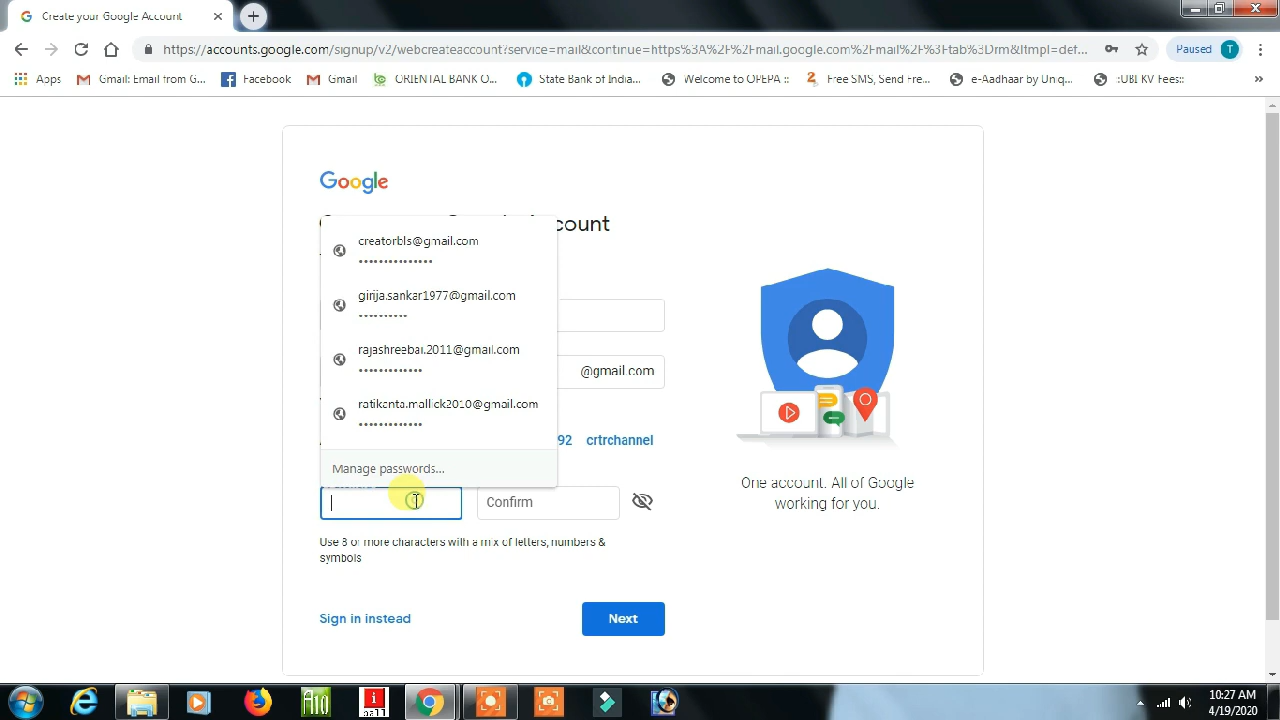 Create your Google Account
https://accounts.google.com/signup/v2/webcreateaccount?service=mail&continue=https%3A%2F%2Fmail.google.com%2Fmail%2F%3Ftab%3Drm&ltmpl=def...
Paused T
Apps Gmail: Email from G... Facebook Gmail ORIENTAL BANK O... State Bank of India... Welcome to OPEPA :: Free SMS, Send Fre... e-Aadhaar by Uniq... ::UBI KV Fees:: »
Google
count
creatorbls@gmail.com
•••••••••••••••
girija.sankar1977@gmail.com
••••••••••
rajashreebai.2011@gmail.com
•••••••••••••
@gmail.com
ratikanta.mallick2010@gmail.com
•••••••••••••
92 crtrchannel
Manage passwords...
Confirm
Use 8 or more characters with a mix of letters, numbers &
symbols
Sign in instead
Next
One account. All of Google
working for you.
10:27 AM
4/19/2020